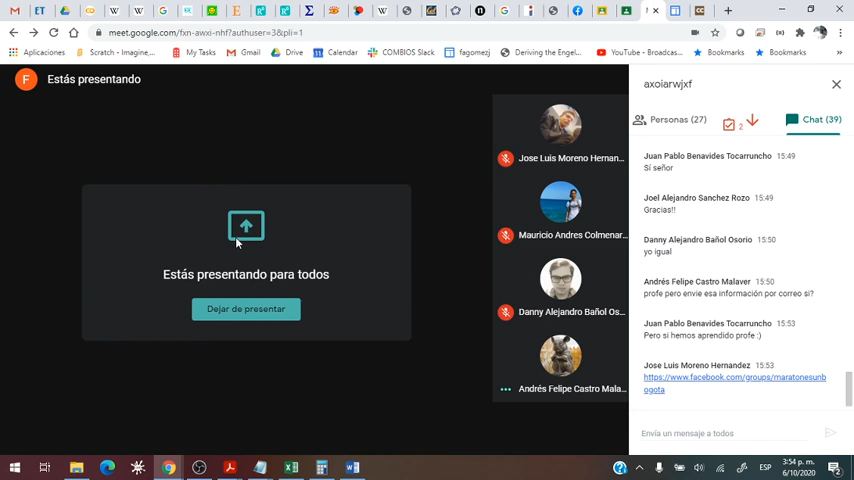 meet.google.com/fxn-awxi-nhf?authuser=3&pli=1
Aplicaciones
Scratch - Imagine,...
My Tasks
Gmail
Drive
Calendar
COMBIOS Slack
fagomezj
Deriving the Engel...
YouTube - Broadcas...
Bookmarks
Bookmarks
F
Estás presentando
Estás presentando para todos
Dejar de presentar
Jose Luis Moreno Hernan...
Mauricio Andres Colmenar...
Danny Alejandro Bañol Os...
Andrés Felipe Castro Mala...
axoiarwjxf
Personas (27)
2
Chat (39)
Juan Pablo Benavides Tocarruncho 15:49
Sí señor
Joel Alejandro Sanchez Rozo 15:49
Gracias!!
Danny Alejandro Bañol Osorio 15:50
yo igual
Andrés Felipe Castro Malaver 15:50
profe pero envie esa información por correo si?
Juan Pablo Benavides Tocarruncho 15:53
Pero si hemos aprendido profe :)
Jose Luis Moreno Hernandez 15:53
https://www.facebook.com/groups/maratonesunb
ogota
Envía un mensaje a todos
ESP
3:54 p. m.
6/10/2020
2